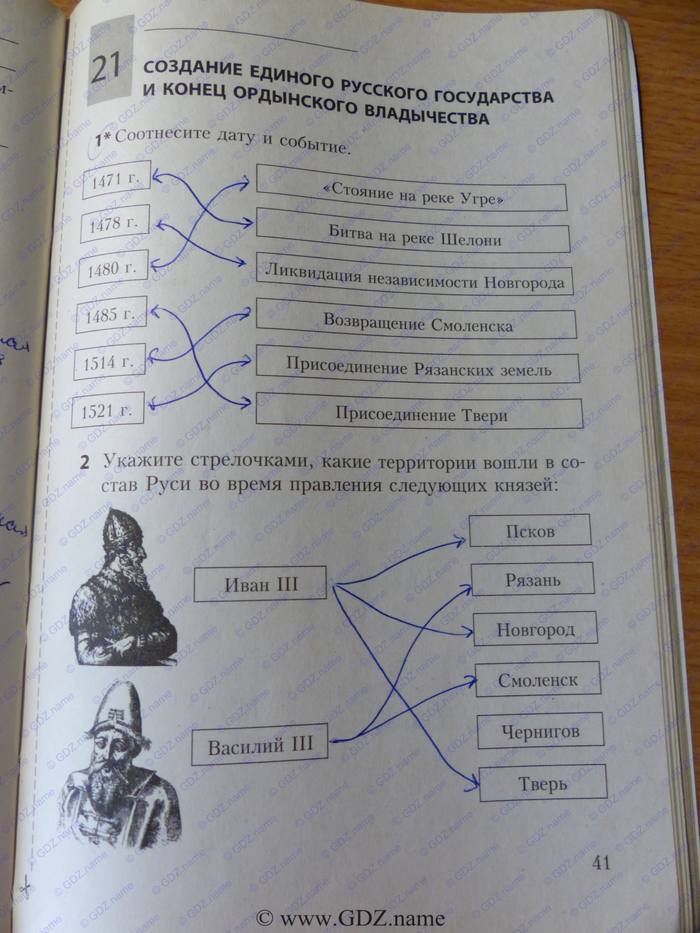 21
СОЗДАНИЕ ЕДИНОГО РУССКОГО ГОСУДАРСТВА
И КОНЕЦ ОРДЫНСКОГО ВЛАДЫЧЕСТВА
1* Соотнесите дату и событие.
1471 г.
«Стояние на реке Угре»
1478 г.
Битва на реке Шелони
1480 г.
Ликвидация независимости Новгорода
1485 г.
Возвращение Смоленска
1514 г.
Присоединение Рязанских земель
1521 г.
Присоединение Твери
2 Укажите стрелочками, какие территории вошли в со-
став Руси во время правления следующих князей:
Псков
Иван III
Рязань
Новгород
Смоленск
Василий III
Чернигов
Тверь
41
© www.GDZ.name